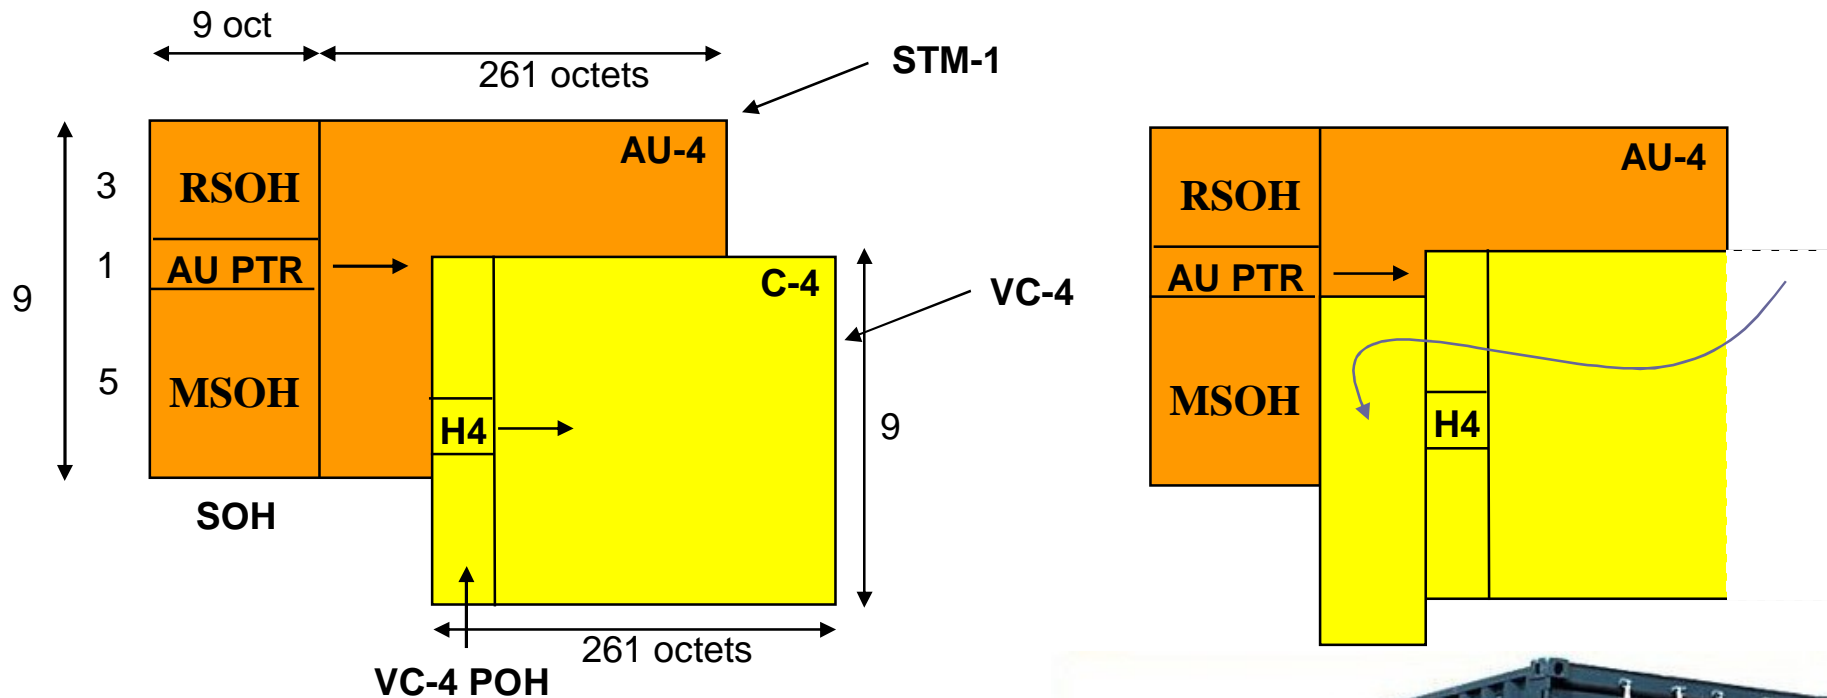 9 oct
261 octets
STM-1
AU-4
3
RSOH
1
AU PTR
9
C-4
VC-4
5
MSOH
H4
9
SOH
261 octets
VC-4 POH
AU-4
RSOH
AU PTR
MSOH
H4